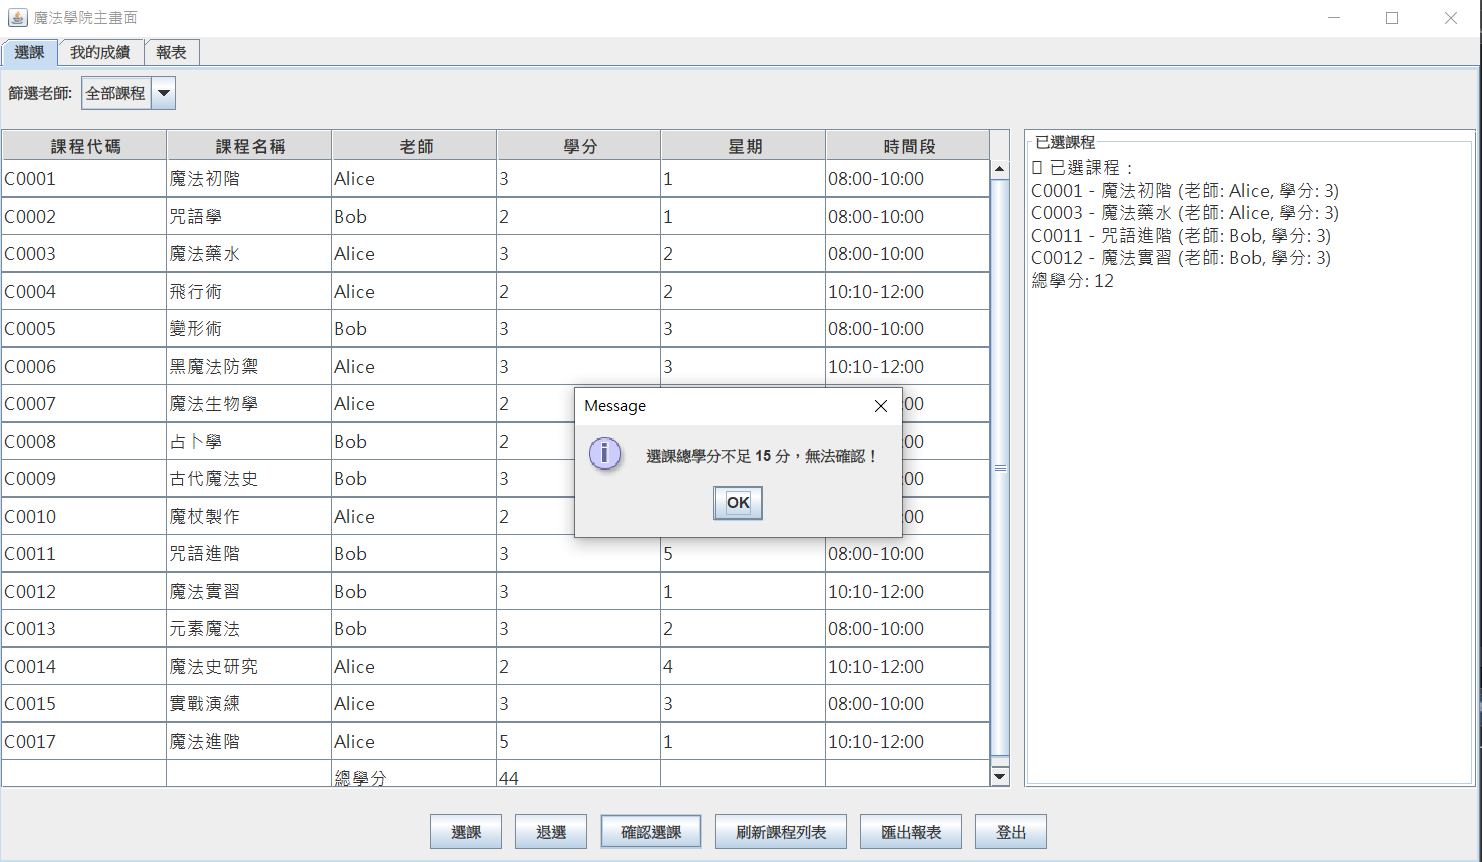 魔法學院主畫面
選課 我的成績 報表
篩選老師: 全部課程
課程代碼 課程名稱 老師 學分 星期 時間段
C0001 魔法初階 Alice 3 1 08:00-10:00
C0002 咒語學 Bob 2 1 08:00-10:00
C0003 魔法藥水 Alice 3 2 08:00-10:00
C0004 飛行術 Alice 2 2 10:10-12:00
C0005 變形術 Bob 3 3 08:00-10:00
C0006 黑魔法防禦 Alice 3 3 10:10-12:00
C0007 魔法生物學 Alice 2 :00
C0008 占卜學 Bob 2 :00
C0009 古代魔法史 Bob 3 :00
C0010 魔杖製作 Alice 2 :00
C0011 咒語進階 Bob 3 5 08:00-10:00
C0012 魔法實習 Bob 3 1 10:10-12:00
C0013 元素魔法 Bob 3 2 08:00-10:00
C0014 魔法史研究 Alice 2 4 10:10-12:00
C0015 實戰演練 Alice 3 3 08:00-10:00
C0017 魔法進階 Alice 5 1 10:10-12:00
總學分 44
已選課程
已選課程：
C0001 - 魔法初階 (老師: Alice, 學分: 3)
C0003 - 魔法藥水 (老師: Alice, 學分: 3)
C0011 - 咒語進階 (老師: Bob, 學分: 3)
C0012 - 魔法實習 (老師: Bob, 學分: 3)
總學分: 12
Message
選課總學分不足 15 分，無法確認！
OK
選課 退選 確認選課 刷新課程列表 匯出報表 登出